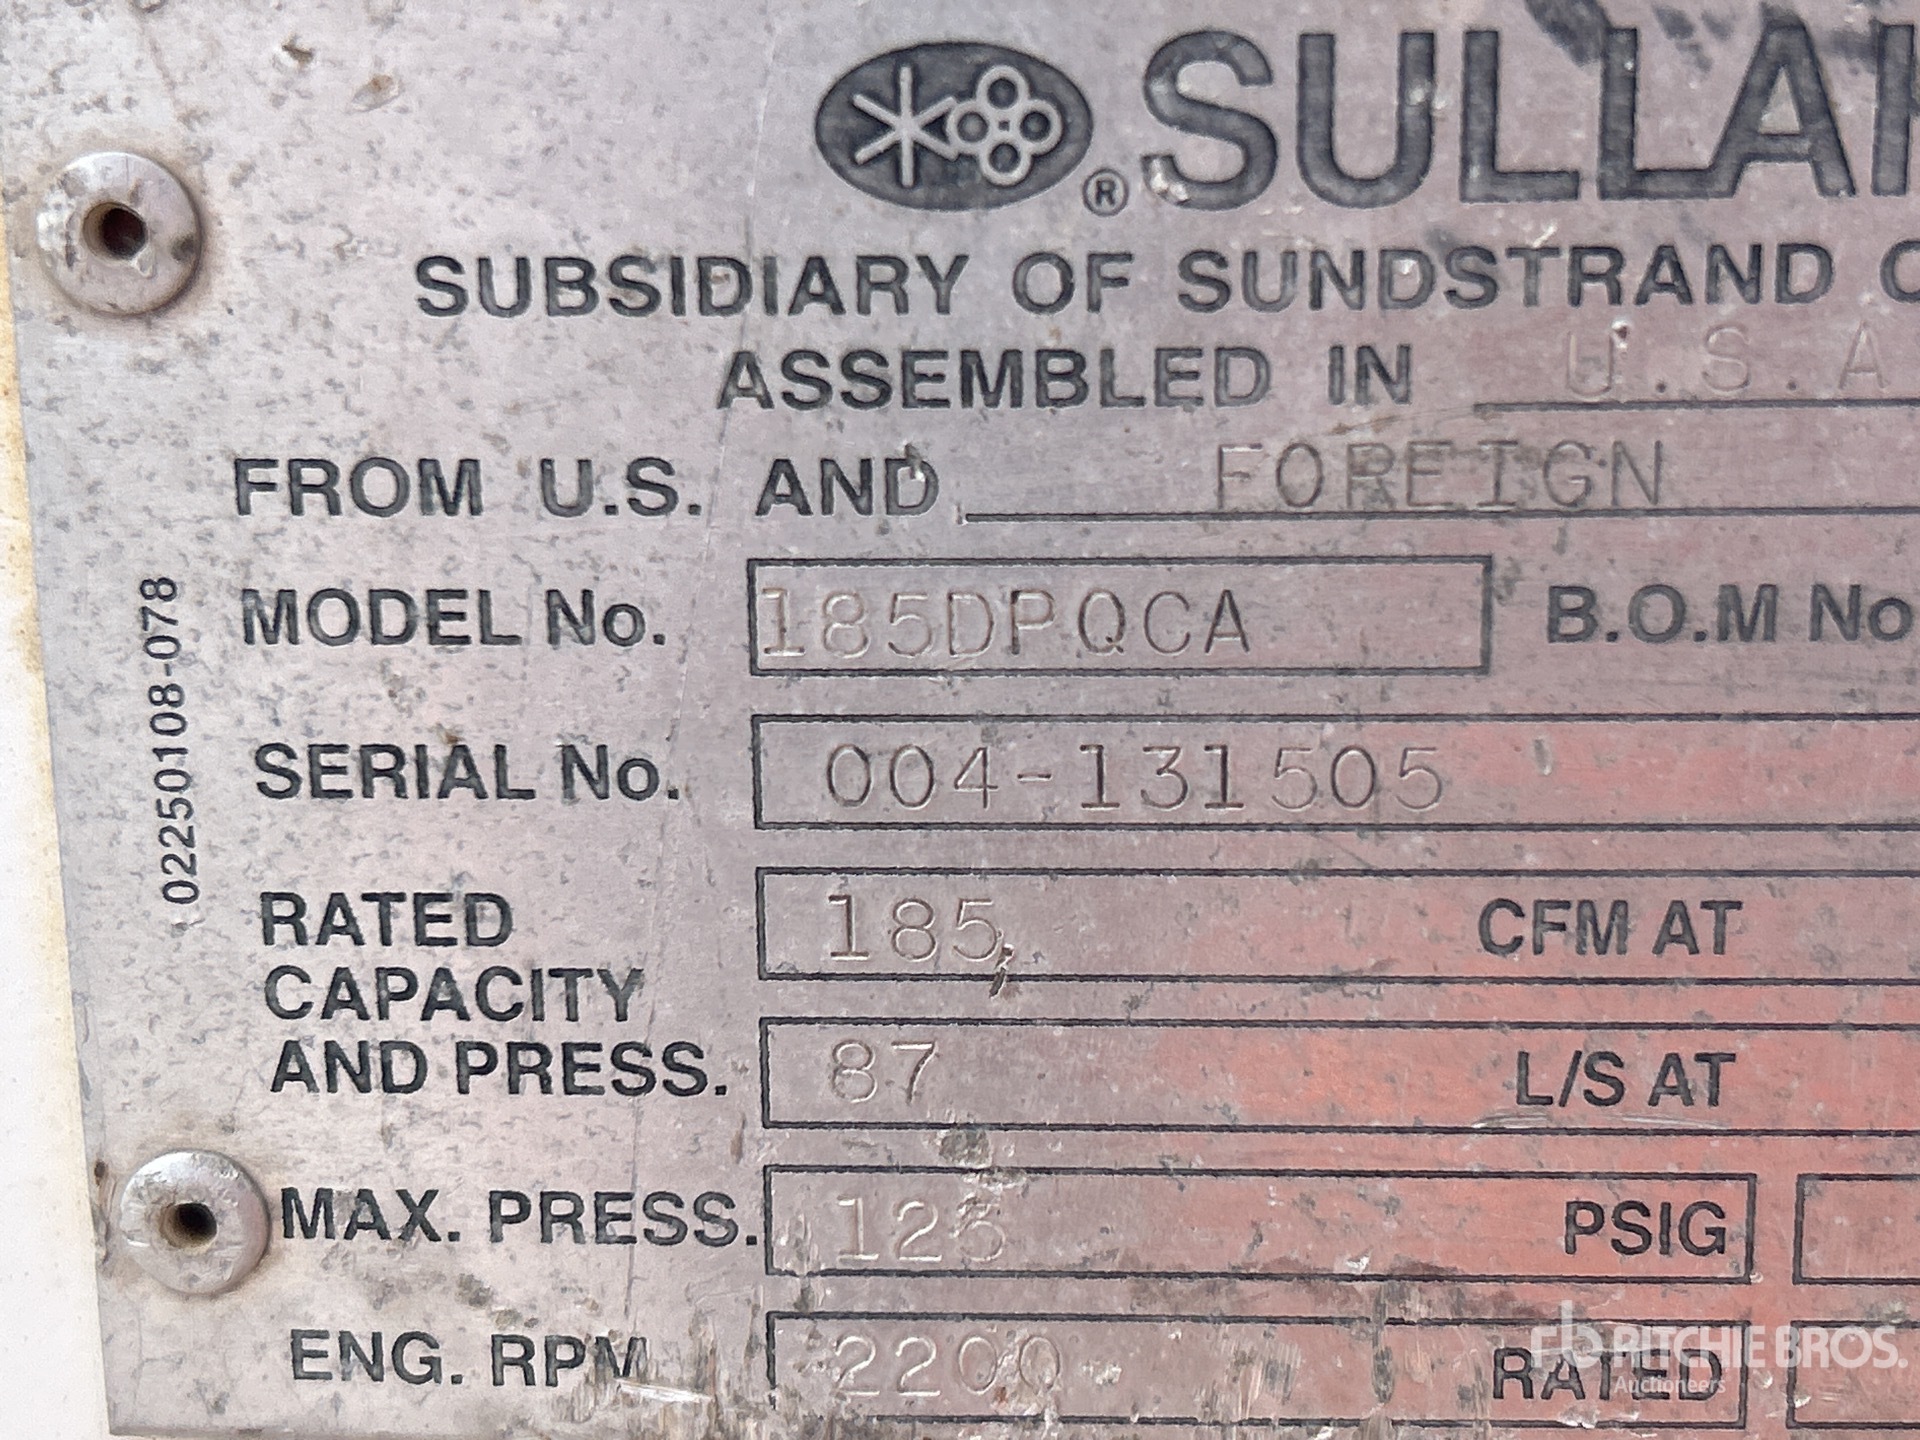 ® SULLAI
SUBSIDIARY OF SUNDSTRAND C
ASSEMBLED IN U.S.A
FROM U.S. AND FOREIGN
MODEL No. 185DPQCA B.O.M No
SERIAL No. 004-131505
RATED CAPACITY AND PRESS.
185 CFM AT
87 L/S AT
MAX. PRESS. 125 PSIG
ENG. RPM 2200 RATED
02250108-078
rb RITCHIE BROS.
Auctioneers